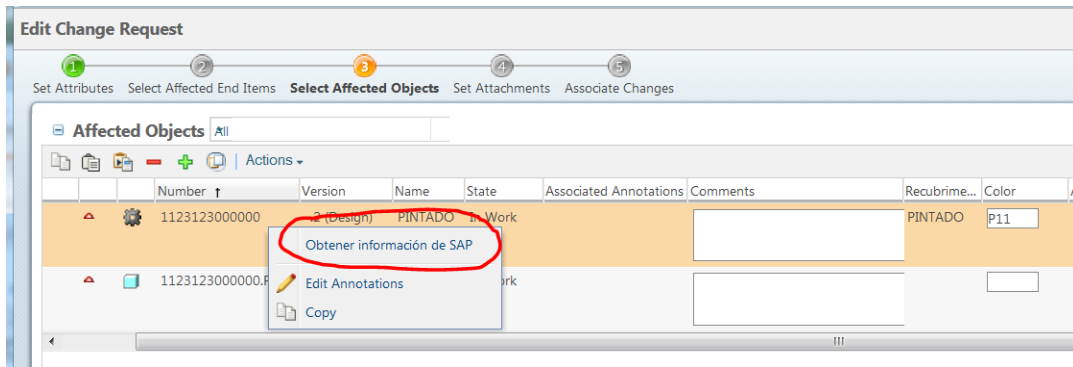 Edit Change Request
1 2 3 4 5
Set Attributes Select Affected End Items Select Affected Objects Set Attachments Associate Changes
Affected Objects All
Actions
Number Version Name State Associated Annotations Comments Recubrime... Color
1123123000000 .2 (Design) PINTADO In Work PINTADO P11
Obtener información de SAP
1123123000000.
Edit Annotations
Copy